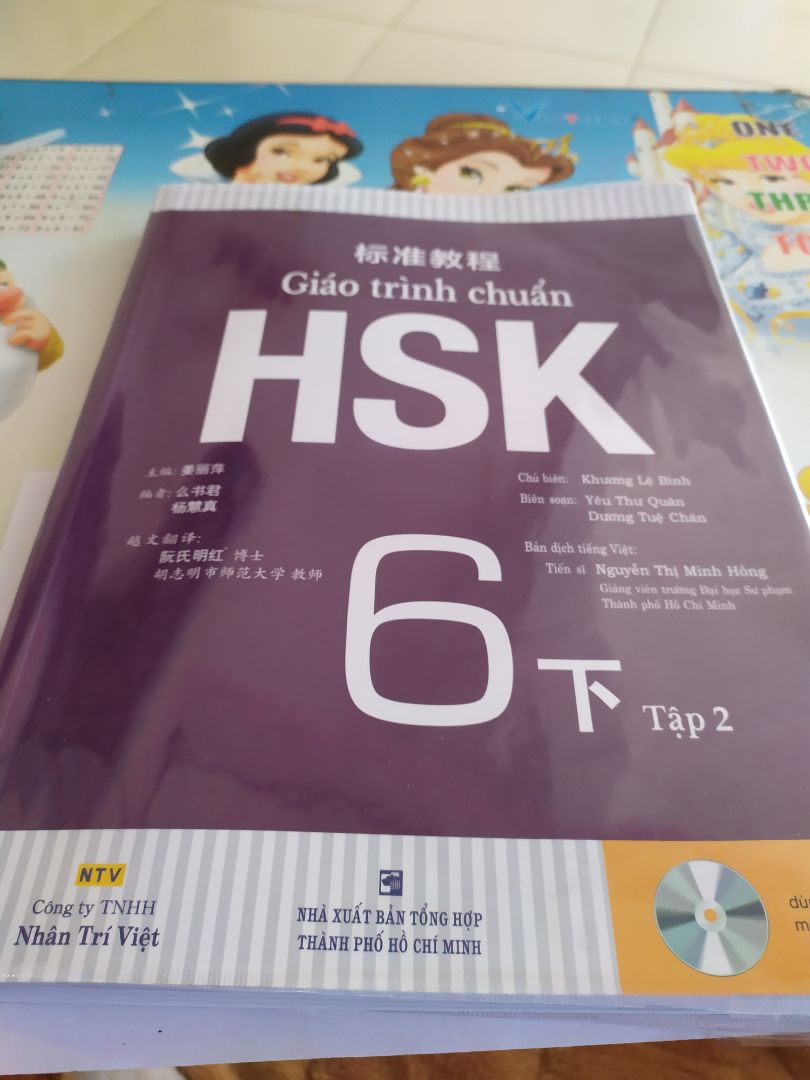 ONE
TW
THR
FO
标准教程
Giáo trình chuẩn
HSK
主编: 姜丽萍
编者: 么书君
杨慧真
越文翻译:
阮氏明红 博士
胡志明市师范大学 教师
Chủ biên: Khương Lệ Bình
Biên soạn: Yêu Thư Quân
Dương Tuệ Chân
Bản dịch tiếng Việt:
Tiến sĩ Nguyễn Thị Minh Hồng
Giảng viên trường Đại học Sư phạm
Thành phố Hồ Chí Minh
6下 Tập 2
NTV
Công ty TNHH
Nhân Trí Việt
NHÀ XUẤT BẢN TỔNG HỢP
THÀNH PHỐ HỒ CHÍ MINH